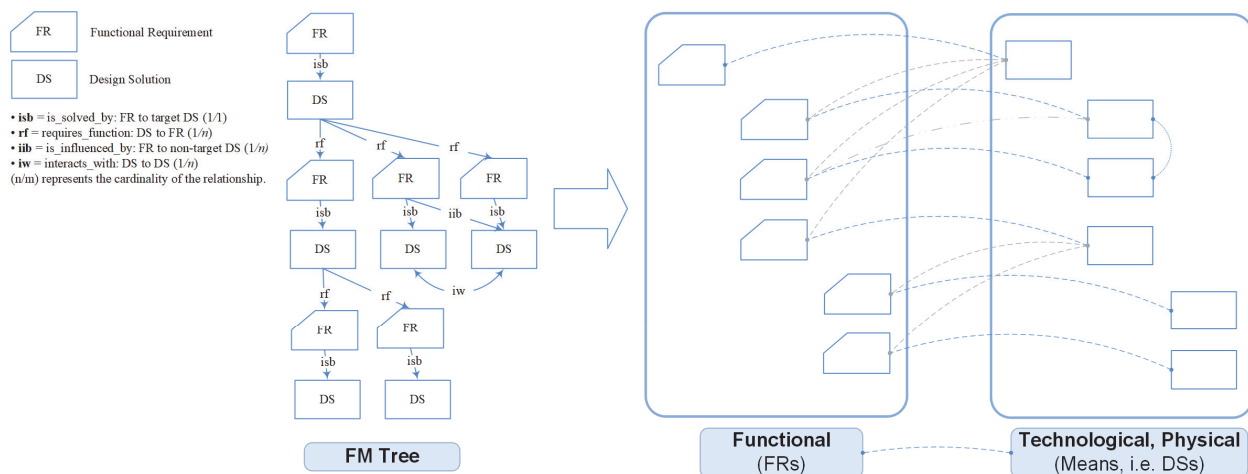 FR
Functional Requirement
DS
Design Solution
• isb = is_solved_by: FR to target DS (1/1)
• rf = requires_function: DS to FR (1/n)
• iib = is_influenced_by: FR to non-target DS (1/n)
• iw = interacts_with: DS to DS (1/n)
(n/m) represents the cardinality of the relationship.
FR
isb
DS
rf
rf
rf
FR
FR
FR
isb
isb
iib
isb
DS
DS
DS
iw
rf
rf
FR
FR
isb
isb
DS
DS
FM Tree
Functional
(FRs)
Technological, Physical
(Means, i.e. DSs)